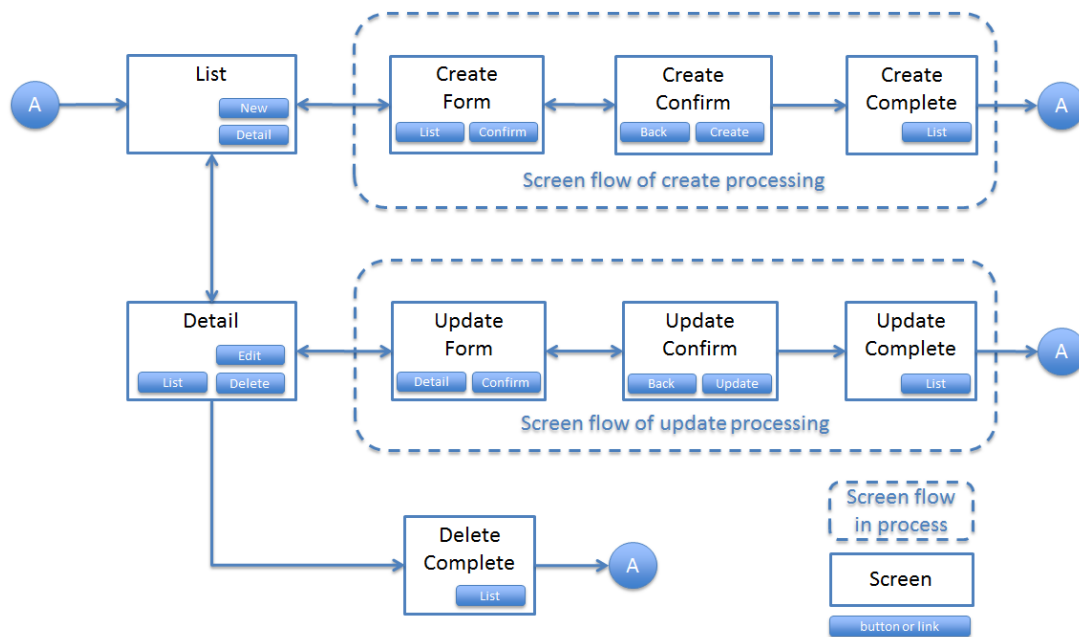 A
List
New
Detail
Create
Form
List
Confirm
Create
Confirm
Back
Create
Create
Complete
List
A
Screen flow of create processing
Detail
Edit
List
Delete
Update
Form
Detail
Confirm
Update
Confirm
Back
Update
Update
Complete
List
A
Screen flow of update processing
Delete
Complete
List
A
Screen flow
in process
Screen
button or link